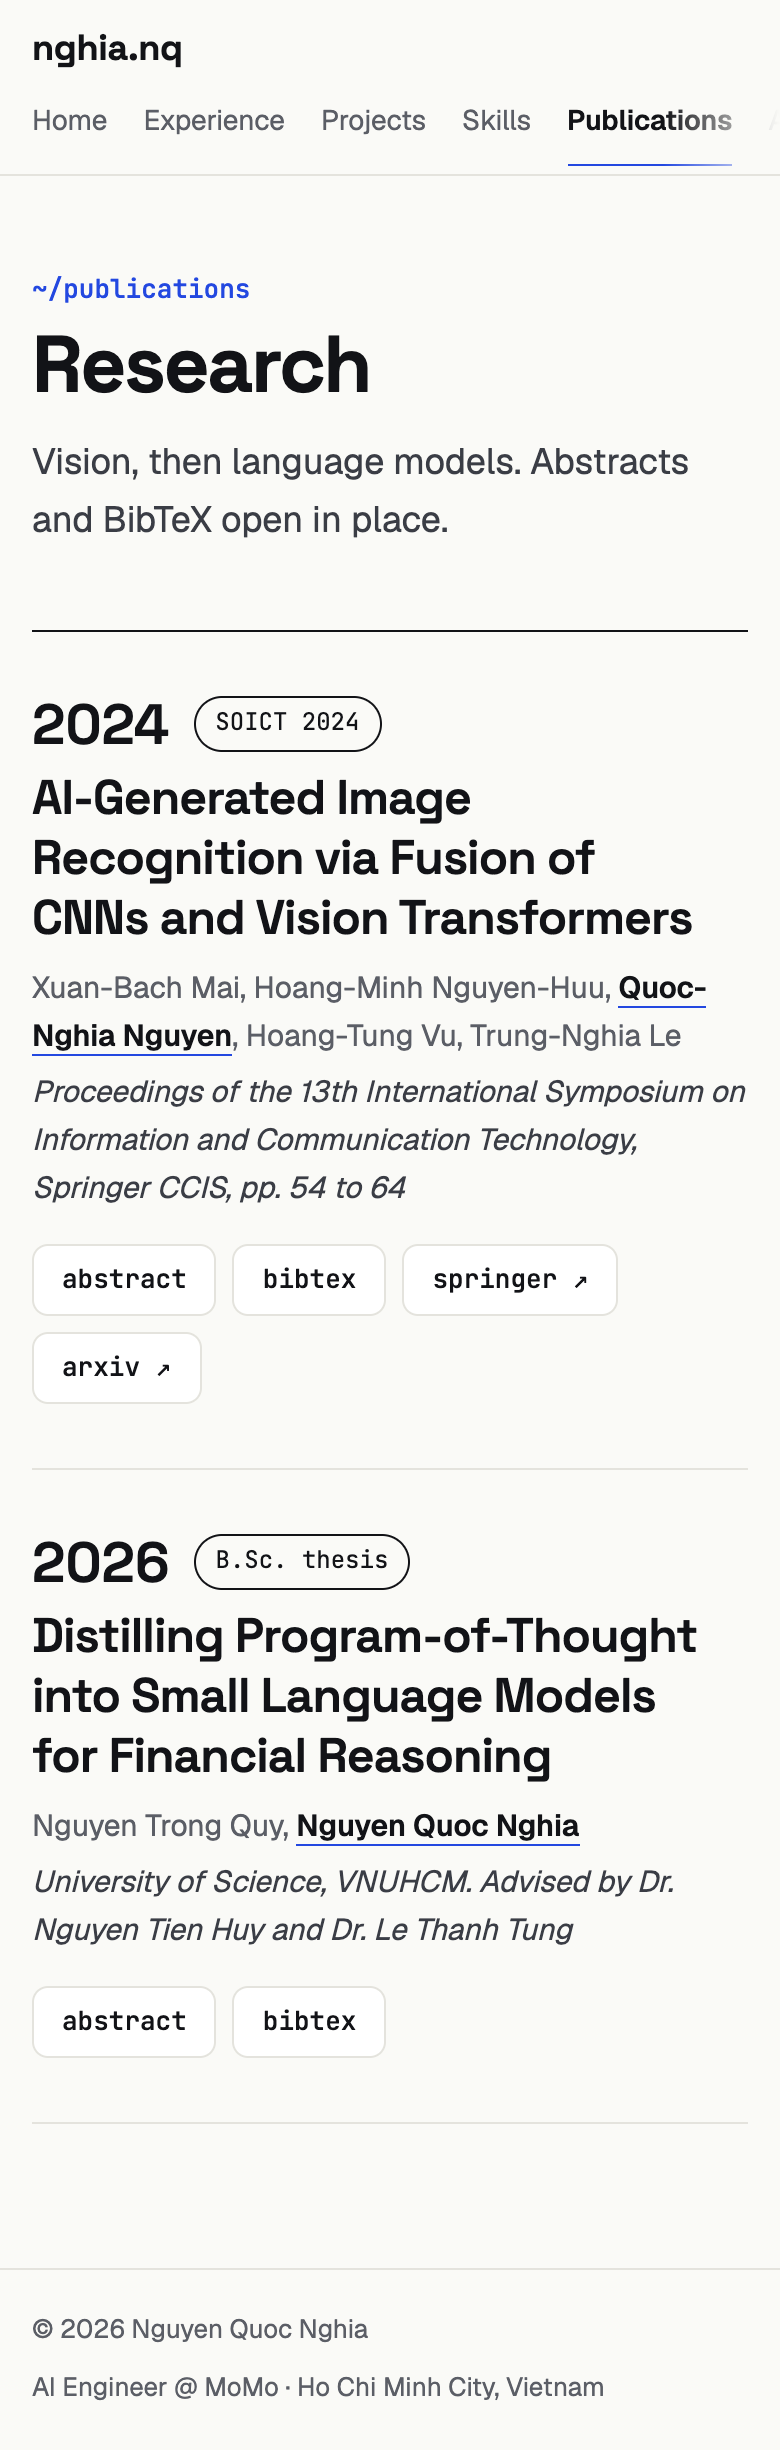 nghia.nq
Home Experience Projects Skills Publications
~/publications
Research
Vision, then language models. Abstracts
and BibTeX open in place.
2024 SOICT 2024
AI-Generated Image
Recognition via Fusion of
CNNs and Vision Transformers
Xuan-Bach Mai, Hoang-Minh Nguyen-Huu, Quoc-
Nghia Nguyen, Hoang-Tung Vu, Trung-Nghia Le
Proceedings of the 13th International Symposium on
Information and Communication Technology,
Springer CCIS, pp. 54 to 64
abstract bibtex springer ↗
arxiv ↗
2026 B.Sc. thesis
Distilling Program-of-Thought
into Small Language Models
for Financial Reasoning
Nguyen Trong Quy, Nguyen Quoc Nghia
University of Science, VNUHCM. Advised by Dr.
Nguyen Tien Huy and Dr. Le Thanh Tung
abstract bibtex
© 2026 Nguyen Quoc Nghia
AI Engineer @ MoMo · Ho Chi Minh City, Vietnam